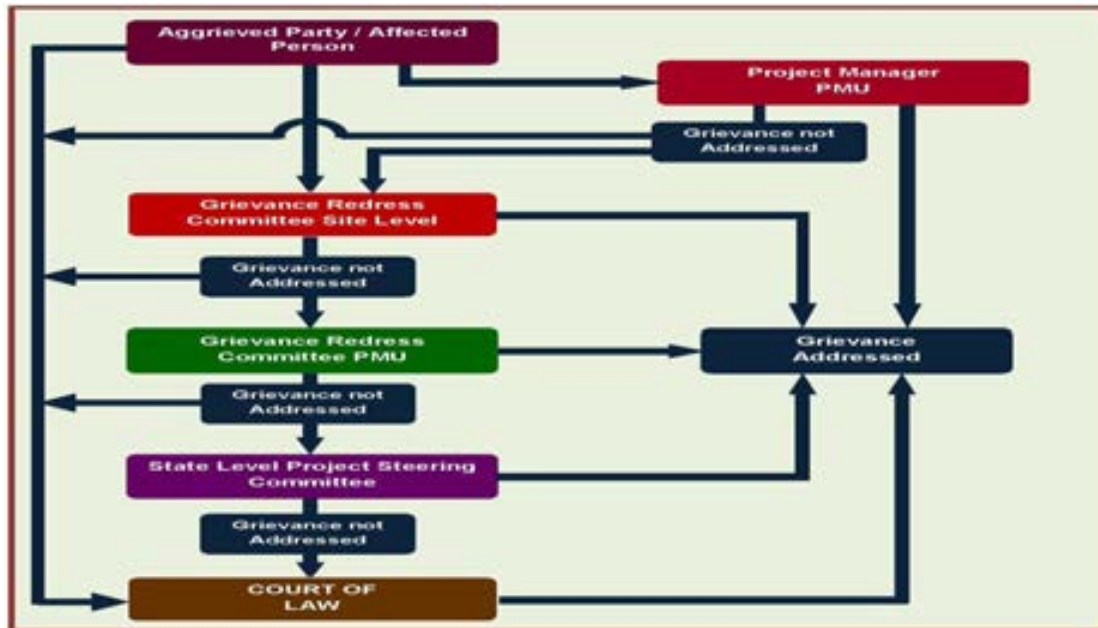 Aggrieved Party / Affected
Person
Project Manager
PMU
Grievance not
Addressed
Grievance Redress
Committee Site Level
Grievance not
Addressed
Grievance Redress
Committee PMU
Grievance
Addressed
Grievance not
Addressed
State Level Project Steering
Committee
Grievance not
Addressed
COURT OF
LAW